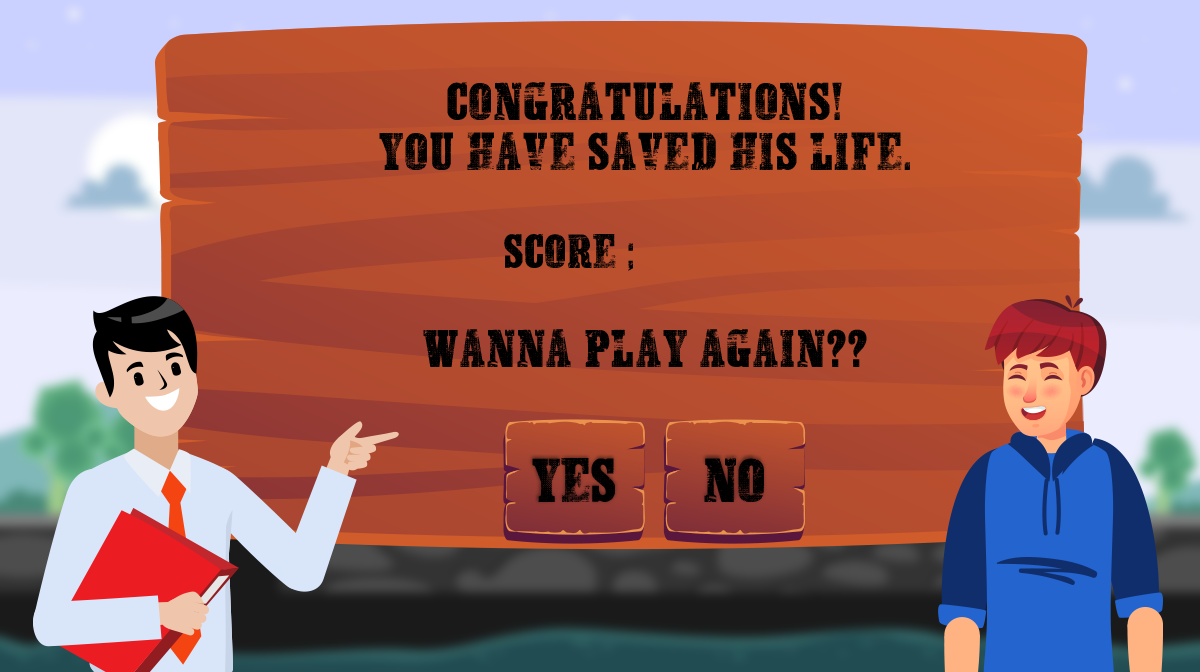 CONGRATULATIONS!
YOU HAVE SAVED HIS LIFE.
SCORE ;
WANNA PLAY AGAIN??
YES NO